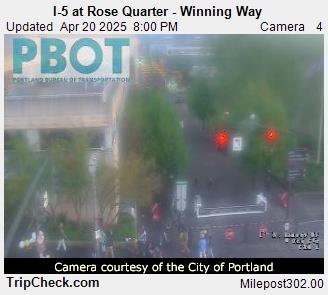 I-5 at Rose Quarter - Winning Way
Updated Apr 20 2025 8:00 PM Camera 4
PBOT
PORTLAND BUREAU OF TRANSPORTATION
Camera courtesy of the City of Portland
TripCheck.com Milepost302.00